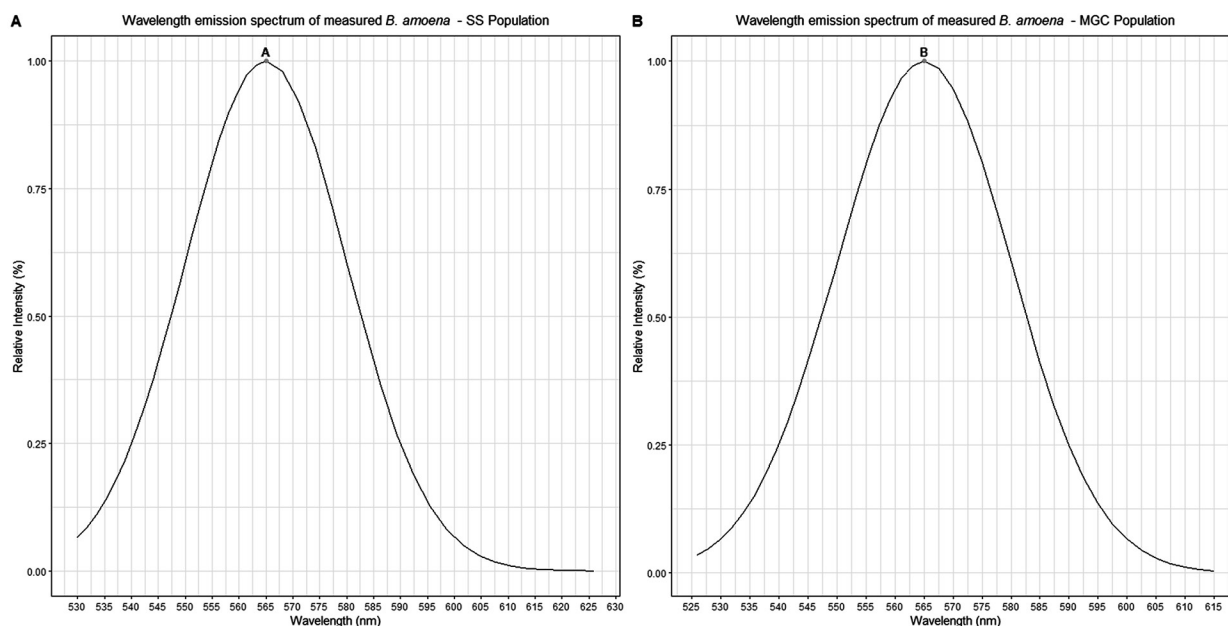 A
Wavelength emission spectrum of measured B. amoena - SS Population
A
1.00
0.75
0.50
0.25
0.00
Relative Intensity (%)
530 535 540 545 550 555 560 565 570 575 580 585 590 595 600 605 610 615 620 625 630
Wavelength (nm)
B
Wavelength emission spectrum of measured B. amoena - MGC Population
B
1.00
0.75
0.50
0.25
0.00
Relative Intensity (%)
525 530 535 540 545 550 555 560 565 570 575 580 585 590 595 600 605 610 615
Wavelength (nm)